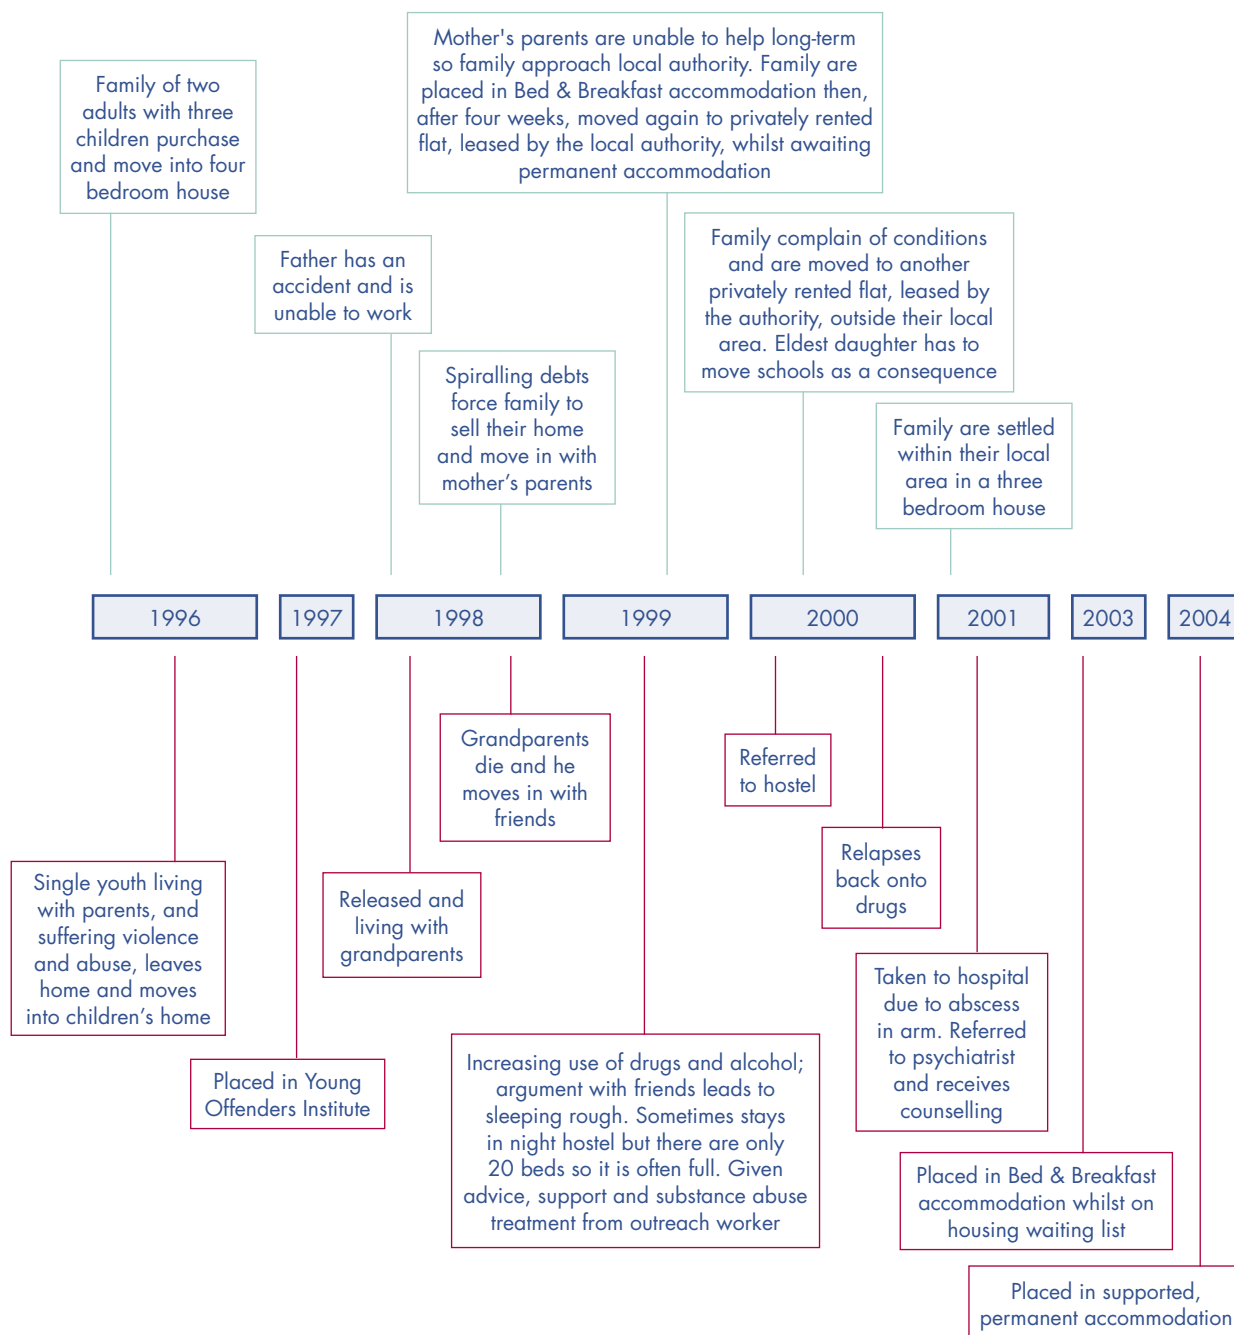 Mother's parents are unable to help long-term
so family approach local authority. Family are
placed in Bed & Breakfast accommodation then,
after four weeks, moved again to privately rented
flat, leased by the local authority, whilst awaiting
permanent accommodation
Family of two
adults with three
children purchase
and move into four
bedroom house
Father has an
accident and is
unable to work
Family complain of conditions
and are moved to another
privately rented flat, leased by
the authority, outside their local
area. Eldest daughter has to
move schools as a consequence
Spiralling debts
force family to
sell their home
and move in with
mother’s parents
Family are settled
within their local
area in a three
bedroom house
1996
1997
1998
1999
2000
2001
2003
2004
Grandparents
die and he
moves in with
friends
Referred
to hostel
Relapses
back onto
drugs
Single youth living
with parents, and
suffering violence
and abuse, leaves
home and moves
into children’s home
Released and
living with
grandparents
Taken to hospital
due to abscess
in arm. Referred
to psychiatrist
and receives
counselling
Placed in Young
Offenders Institute
Increasing use of drugs and alcohol;
argument with friends leads to
sleeping rough. Sometimes stays
in night hostel but there are only
20 beds so it is often full. Given
advice, support and substance abuse
treatment from outreach worker
Placed in Bed & Breakfast
accommodation whilst on
housing waiting list
Placed in supported,
permanent accommodation